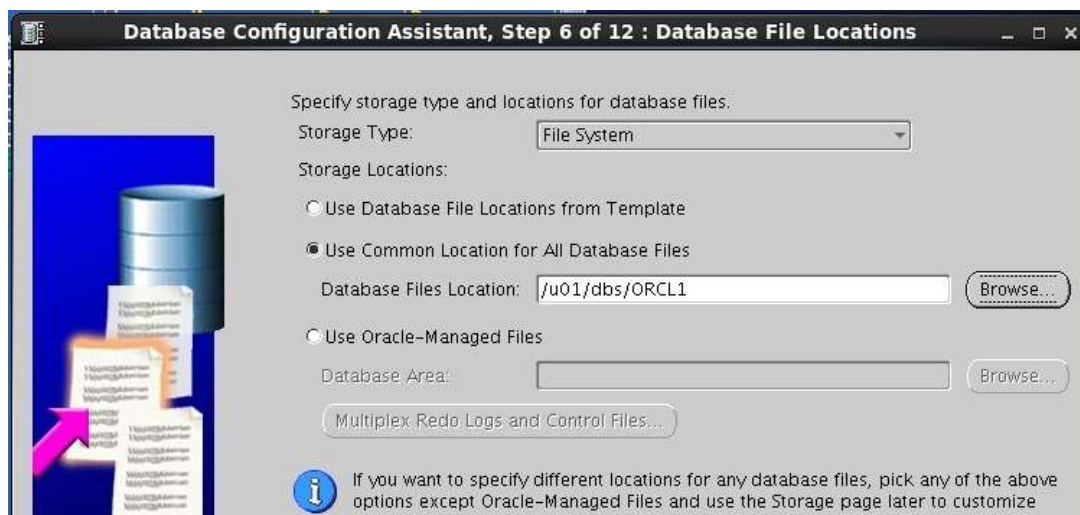 Database Configuration Assistant, Step 6 of 12 : Database File Locations
Specify storage type and locations for database files.
Storage Type: File System
Storage Locations:
Use Database File Locations from Template
Use Common Location for All Database Files
Database Files Location: /u01/dbs/ORCL1 Browse...
Use Oracle-Managed Files
Database Area: Browse...
Multiplex Redo Logs and Control Files...
If you want to specify different locations for any database files, pick any of the above
options except Oracle-Managed Files and use the Storage page later to customize